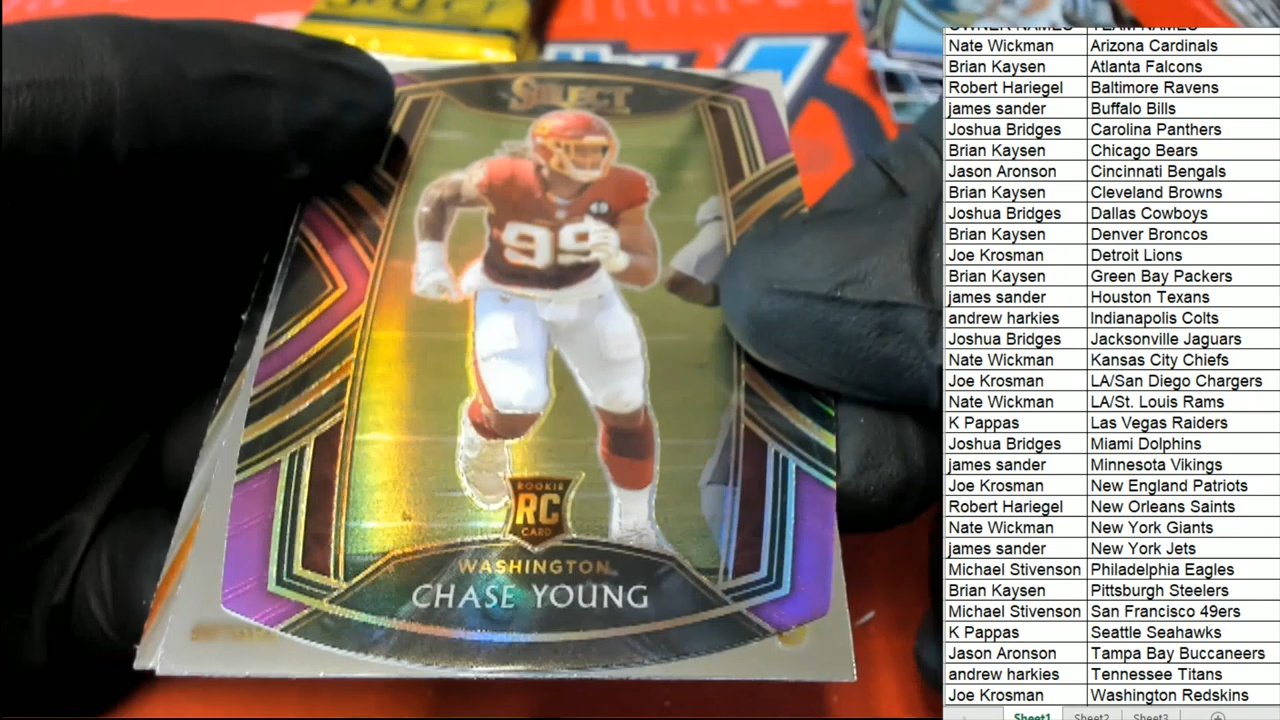 SELECT
SELECT
99
ROOKIE
RC
CARD
WASHINGTON
CHASE YOUNG
OWNER NAMES TEAM NAMES
Nate Wickman Arizona Cardinals
Brian Kaysen Atlanta Falcons
Robert Hariegel Baltimore Ravens
james sander Buffalo Bills
Joshua Bridges Carolina Panthers
Brian Kaysen Chicago Bears
Jason Aronson Cincinnati Bengals
Brian Kaysen Cleveland Browns
Joshua Bridges Dallas Cowboys
Brian Kaysen Denver Broncos
Joe Krosman Detroit Lions
Brian Kaysen Green Bay Packers
james sander Houston Texans
andrew harkies Indianapolis Colts
Joshua Bridges Jacksonville Jaguars
Nate Wickman Kansas City Chiefs
Joe Krosman LA/San Diego Chargers
Nate Wickman LA/St. Louis Rams
K Pappas Las Vegas Raiders
Joshua Bridges Miami Dolphins
james sander Minnesota Vikings
Joe Krosman New England Patriots
Robert Hariegel New Orleans Saints
Nate Wickman New York Giants
james sander New York Jets
Michael Stivenson Philadelphia Eagles
Brian Kaysen Pittsburgh Steelers
Michael Stivenson San Francisco 49ers
K Pappas Seattle Seahawks
Jason Aronson Tampa Bay Buccaneers
andrew harkies Tennessee Titans
Joe Krosman Washington Redskins
Sheet1 Sheet2 Sheet3